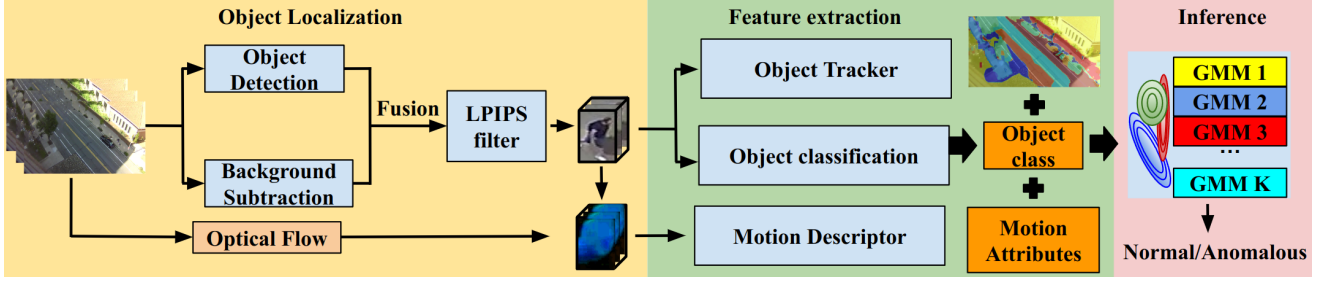 Object Localization
Object
Detection
Fusion
LPIPS
filter
Background
Subtraction
Optical Flow
Feature extraction
Object Tracker
Object classification
Motion Descriptor
Object
class
Motion
Attributes
Inference
GMM 1
GMM 2
GMM 3
...
GMM K
Normal/Anomalous